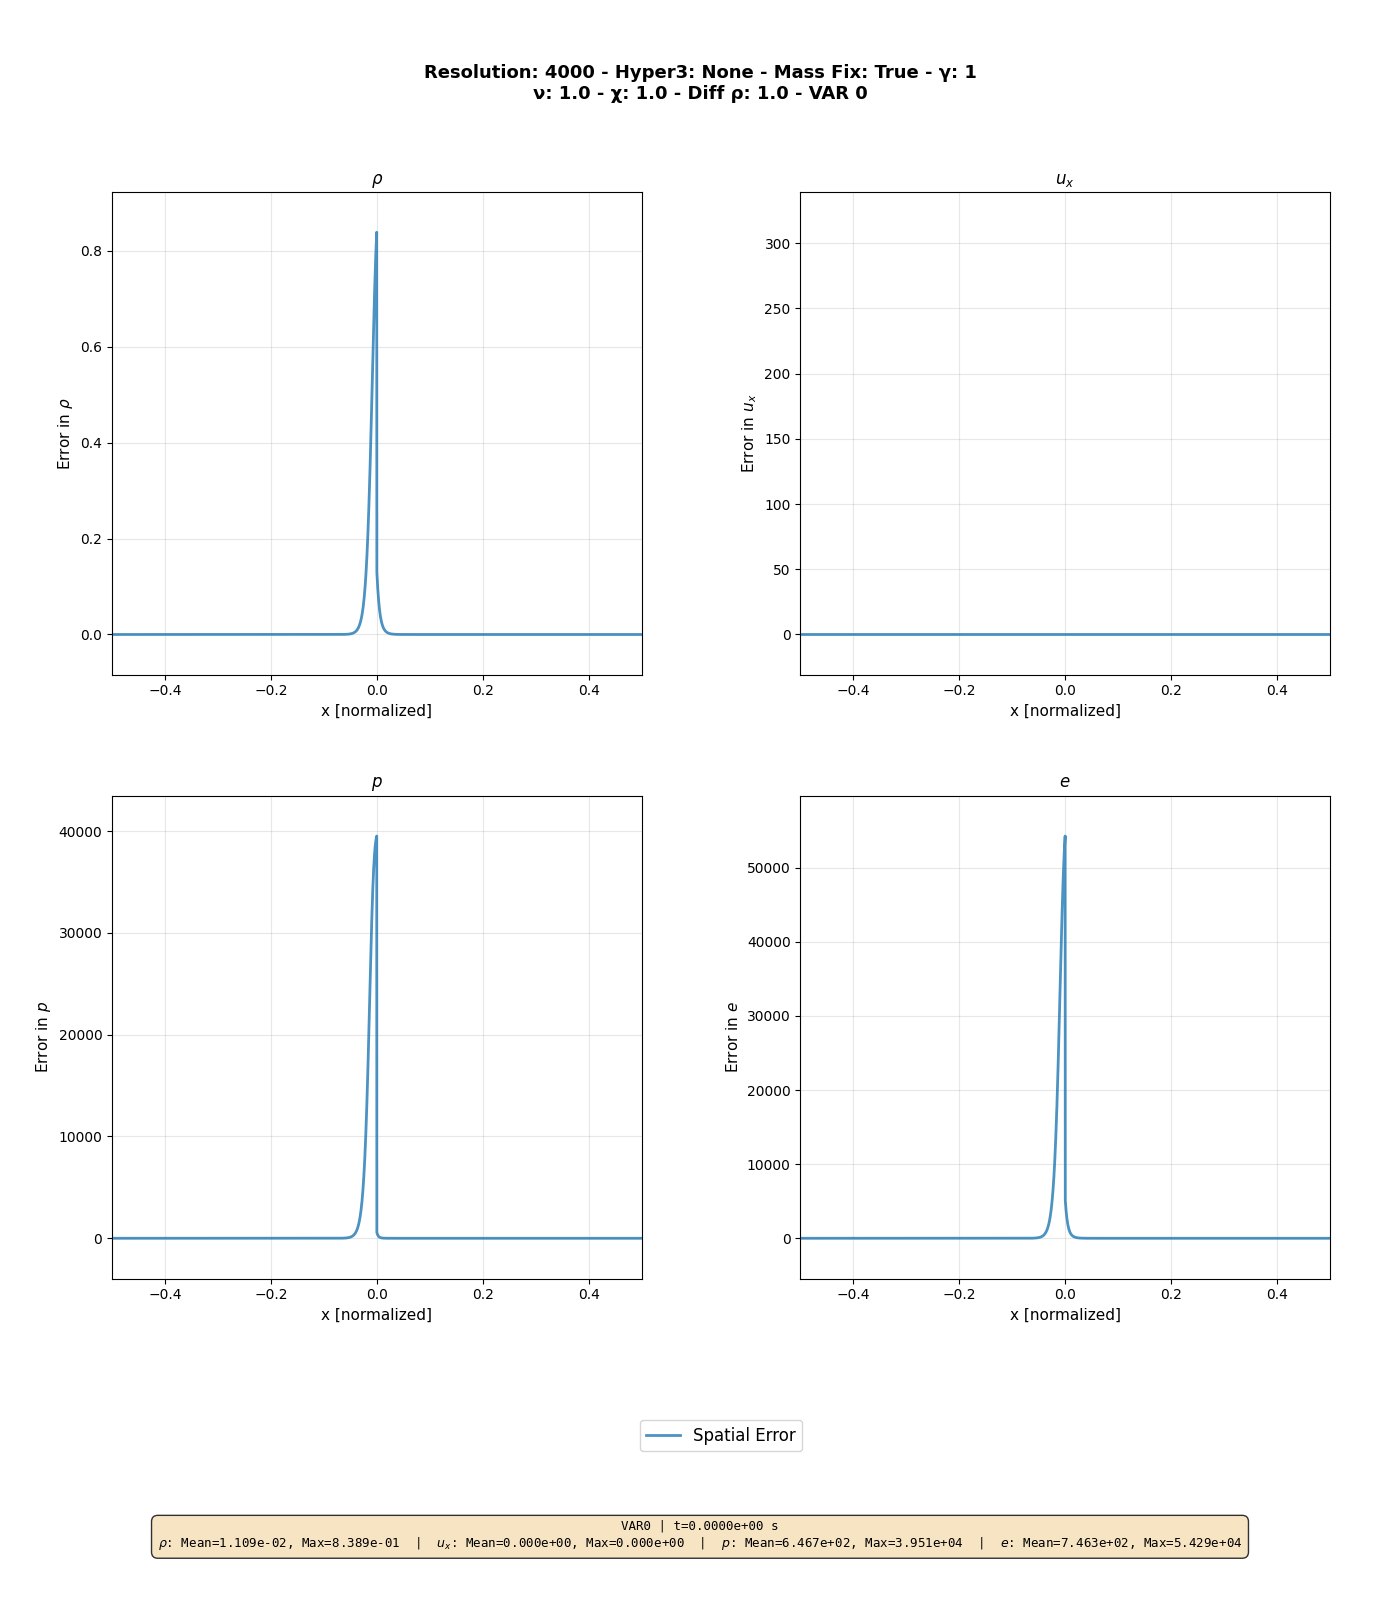 Resolution: 4000 - Hyper3: None - Mass Fix: True - γ: 1
ν: 1.0 - χ: 1.0 - Diff ρ: 1.0 - VAR 0
ρ
Error in ρ
0.8
0.6
0.4
0.2
0.0
−0.4 −0.2 0.0 0.2 0.4
x [normalized]
u_x
Error in u_x
300
250
200
150
100
50
0
−0.4 −0.2 0.0 0.2 0.4
x [normalized]
p
Error in p
40000
30000
20000
10000
0
−0.4 −0.2 0.0 0.2 0.4
x [normalized]
e
Error in e
50000
40000
30000
20000
10000
0
−0.4 −0.2 0.0 0.2 0.4
x [normalized]
Spatial Error
VAR0 | t=0.0000e+00 s
ρ: Mean=1.109e-02, Max=8.389e-01 | u_x: Mean=0.000e+00, Max=0.000e+00 | p: Mean=6.467e+02, Max=3.951e+04 | e: Mean=7.463e+02, Max=5.429e+04